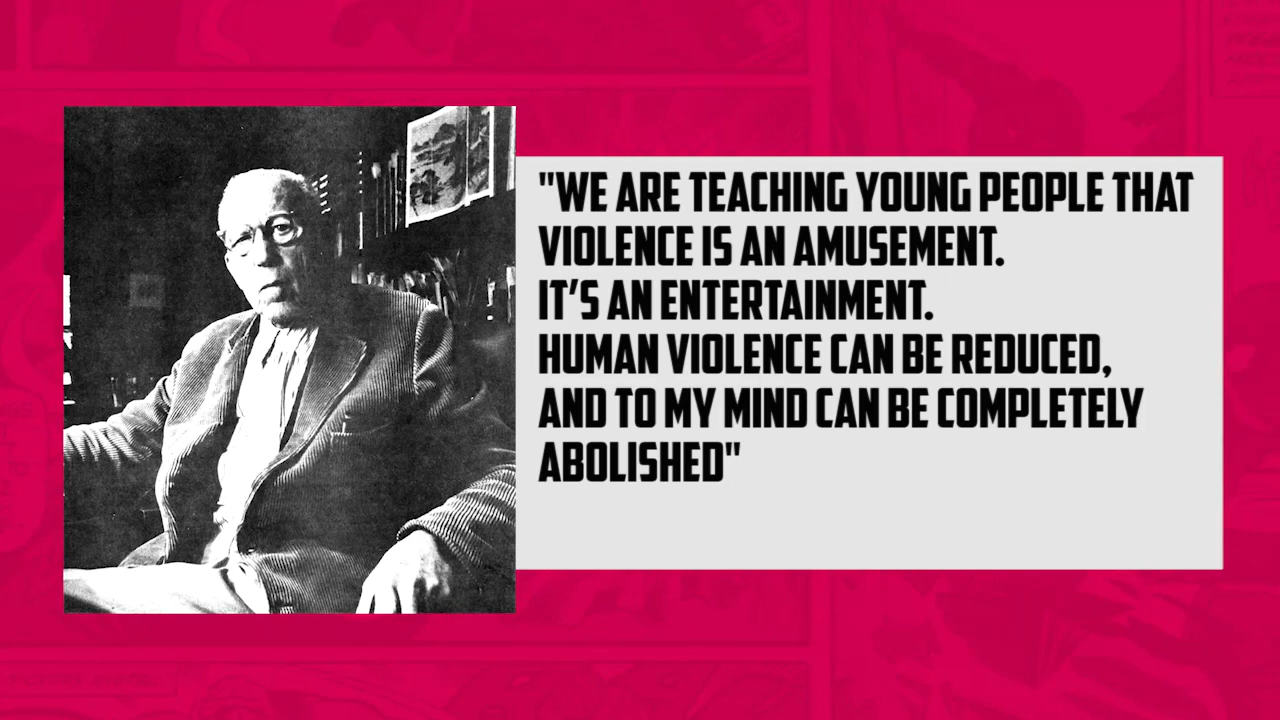 "WE ARE TEACHING YOUNG PEOPLE THAT
VIOLENCE IS AN AMUSEMENT.
IT’S AN ENTERTAINMENT.
HUMAN VIOLENCE CAN BE REDUCED,
AND TO MY MIND CAN BE COMPLETELY
ABOLISHED"